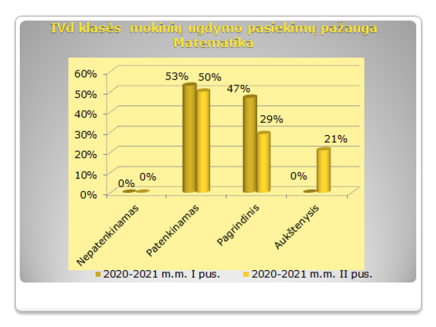 IVd klasės mokinių ugdymo pasiekimų pažanga
Matematika
60%
50%
40%
30%
20%
10%
0%
0%
0%
53%
50%
47%
29%
0%
21%
Nepatenkinamas
Patenkinamas
Pagrindinis
Aukštenysis
2020-2021 m.m. I pus.
2020-2021 m.m. II pus.